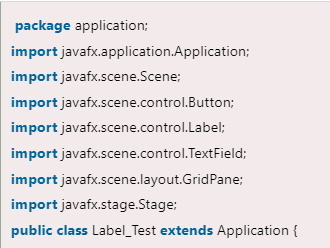 package application;
import javafx.application.Application;
import javafx.scene.Scene;
import javafx.scene.control.Button;
import javafx.scene.control.Label;
import javafx.scene.control.TextField;
import javafx.scene.layout.GridPane;
import javafx.stage.Stage;
public class Label_Test extends Application {